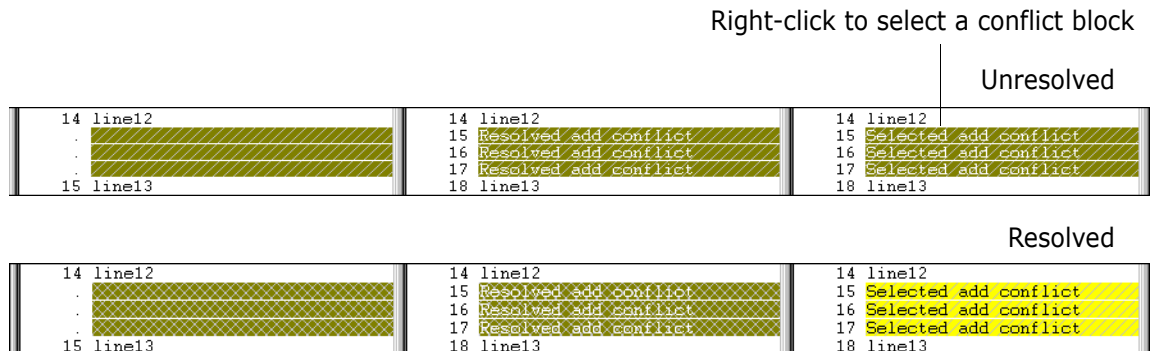 Right-click to select a conflict block
Unresolved
14 line12 14 line12 14 line12
. 15 Resolved add conflict 15 Selected add conflict
. 16 Resolved add conflict 16 Selected add conflict
. 17 Resolved add conflict 17 Selected add conflict
15 line13 18 line13 18 line13
Resolved
14 line12 14 line12 14 line12
. 15 Resolved add conflict 15 Selected add conflict
. 16 Resolved add conflict 16 Selected add conflict
. 17 Resolved add conflict 17 Selected add conflict
15 line13 18 line13 18 line13